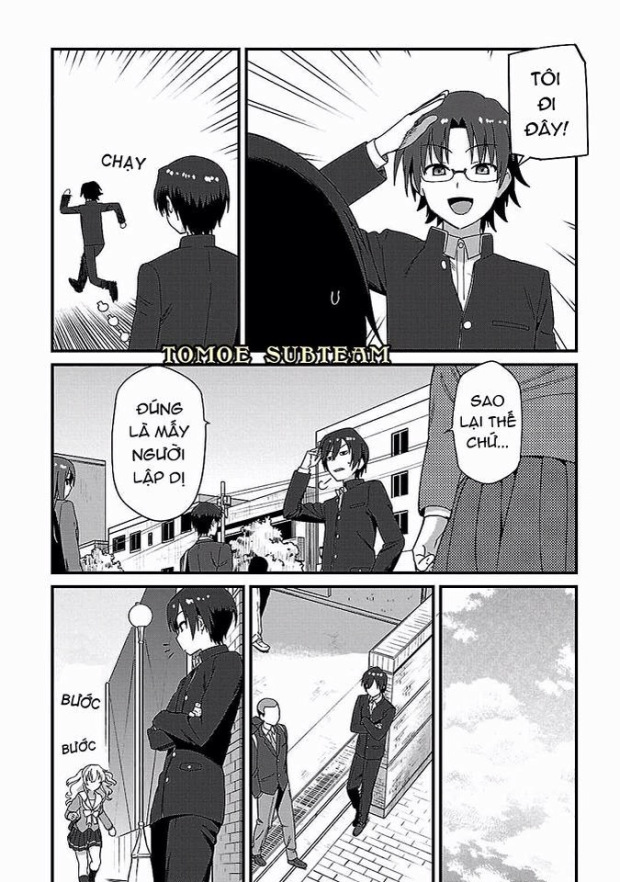 TÔI
ĐI
ĐÂY!
CHẠY
TOMOE SUBTEAM
SAO
LẠI THẾ
CHỨ...
ĐÚNG
LÀ MẤY
NGƯỜI
LẬP DỊ
BƯỚC
BƯỚC